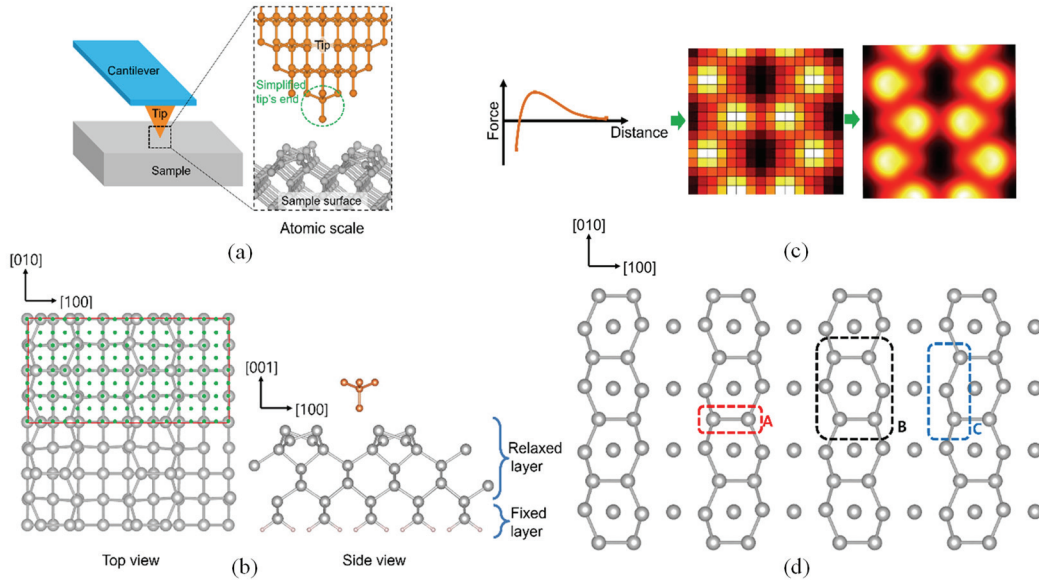 Cantilever
Tip
Sample
Tip
Simplified
tip's end
Sample surface
Atomic scale
(a)
Force
Distance
(c)
[010]
[100]
Top view
[001]
[100]
Relaxed
layer
Fixed
layer
Side view
(b)
[010]
[100]
A
B
C
(d)